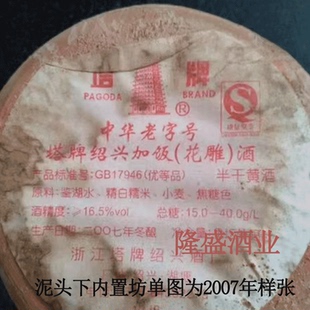 塔 牌
PAGODA BRAND
®
中华老字号
塔牌绍兴加饭(花雕)酒
产品标准号:GB17946(优等品) 半干黄酒
原料:鉴湖水、精白糯米、小麦、焦糖色
酒精度:≥16.5%vol 总糖:15.0—40.0g/L
日期:二〇〇七年冬酿
隆盛酒业
浙江塔牌绍兴酒
泥头下内置坊单图为2007年样张